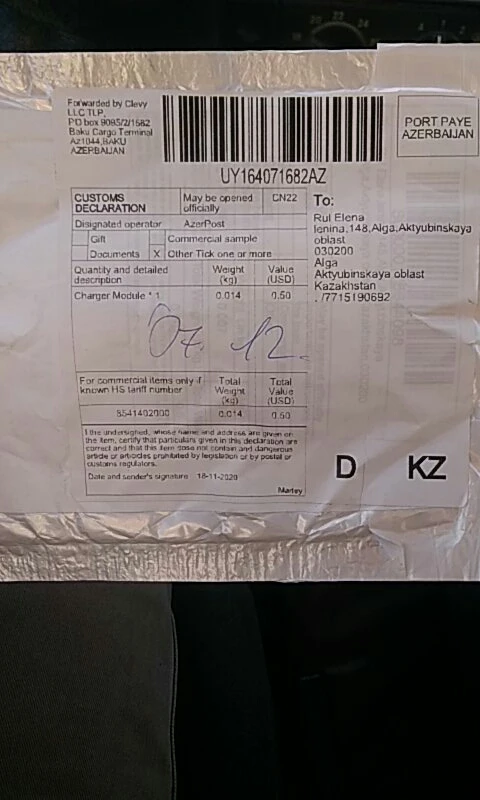 Forwarded by Clevy
LLC TLP,
PO box 9095/2/1682
Baku Cargo Terminal
Az1044,BAKU
AZERBAIJAN
UY164071682AZ
PORT PAYE
AZERBAIJAN
CUSTOMS
DECLARATION
May be opened
officially
CN22
Disignated operator AzerPost
Gift
Commercial sample
Documents
X Other Tick one or more
Quantity and detailed
description
Weight
(kg)
Value
(USD)
Charger Module * 1
0.014
0.50
07. 12.
For commercial items only if
known HS tariff number
Total
Weight
(kg)
Total
Value
(USD)
8541402000
0.014
0.50
I the undersigned, whose name and address are given on
the item, certify that particulars given in this declaration are
correct and that this item dose not contain and dangerous
article or articles prohibited by legislation or by postal or
customs regulators.
Date and sender's signature 18-11-2020
To:
Rul Elena
lenina,148,Alga,Aktyubinskaya
oblast
030200
Alga
Aktyubinskaya oblast
Kazakhstan
./7715190692
D KZ